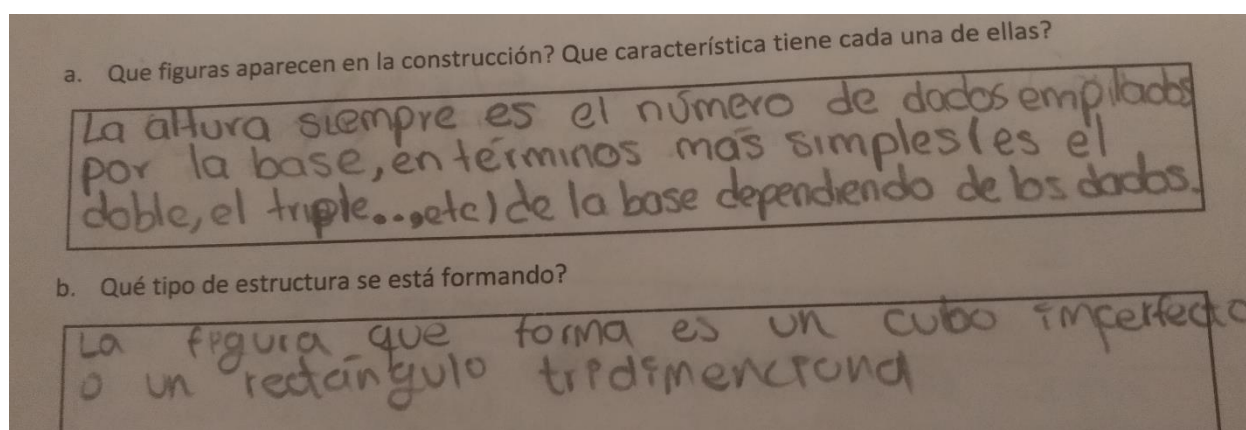 a. Que figuras aparecen en la construcción? Que característica tiene cada una de ellas?
La altura siempre es el número de dados empilados
por la base, en términos mas simples (es el
doble, el triple...,etc) de la base dependiendo de los dados.
b. Qué tipo de estructura se está formando?
La figura que forma es un cubo imperfecto
o un rectángulo tridimenciona